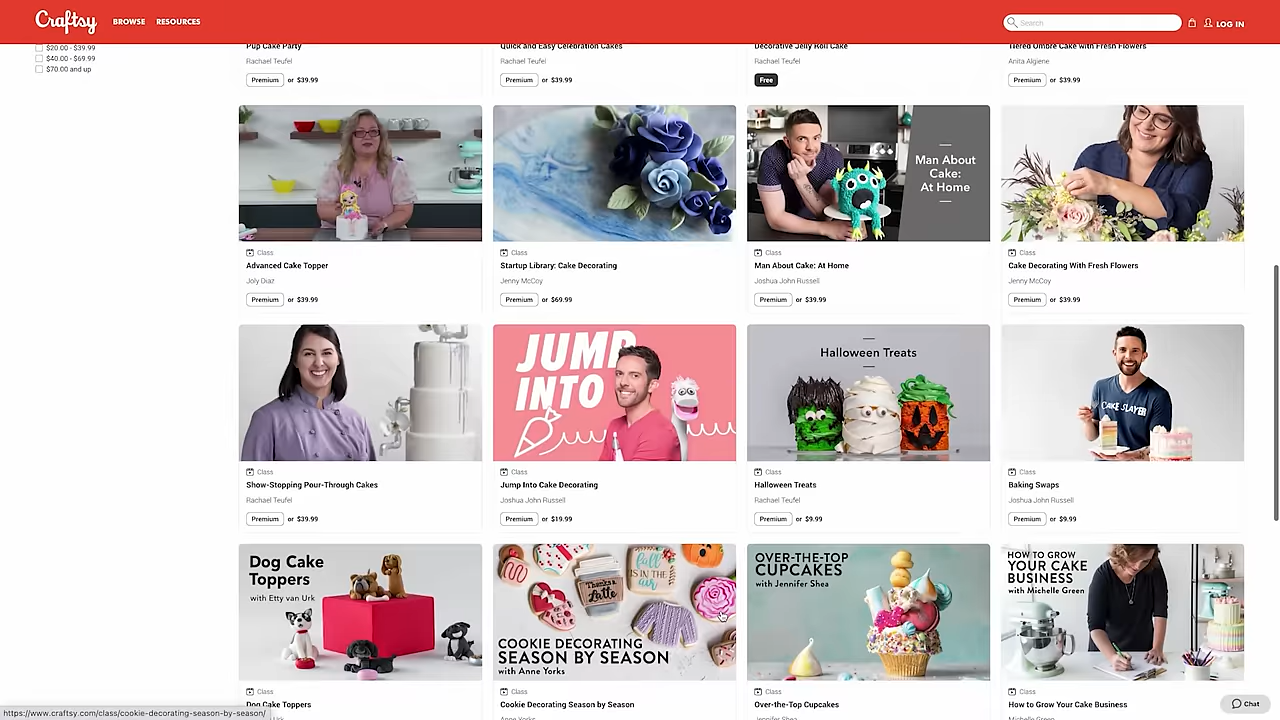 Craftsy BROWSE RESOURCES Search LOG IN
$20.00 - $39.99
$40.00 - $69.99
$70.00 and up
Pup Cake Party
Rachael Teufel
Premium or $39.99
Quick and Easy Celebration Cakes
Rachael Teufel
Premium or $39.99
Decorative Jelly Roll Cake
Rachael Teufel
Free
Tiered Ombre Cake with Fresh Flowers
Anita Algiene
Premium or $39.99
Class
Advanced Cake Topper
Joly Diaz
Premium or $39.99
Class
Startup Library: Cake Decorating
Jenny McCoy
Premium or $69.99
Man About
Cake:
At Home
Class
Man About Cake: At Home
Joshua John Russell
Premium or $39.99
Class
Cake Decorating With Fresh Flowers
Jenny McCoy
Premium or $39.99
Class
Show-Stopping Pour-Through Cakes
Rachael Teufel
Premium or $39.99
JUMP
INTO
Class
Jump Into Cake Decorating
Joshua John Russell
Premium or $19.99
Halloween Treats
Class
Halloween Treats
Rachael Teufel
Premium or $9.99
CAKE SLAYER
Class
Baking Swaps
Joshua John Russell
Premium or $9.99
Dog Cake
Toppers
with Etty van Urk
Class
Dog Cake Toppers
Urk
Thanks a
Latte
fall
IS IN THE
air
COOKIE DECORATING
SEASON BY SEASON
with Anne Yorks
Class
Cookie Decorating Season by Season
Anne Yorks
OVER-THE-TOP
CUPCAKES
with Jennifer Shea
Class
Over-the-Top Cupcakes
Jennifer Shea
HOW TO GROW
YOUR CAKE
BUSINESS
with Michelle Green
Class
How to Grow Your Cake Business
Michelle Green
https://www.craftsy.com/class/cookie-decorating-season-by-season/
Chat